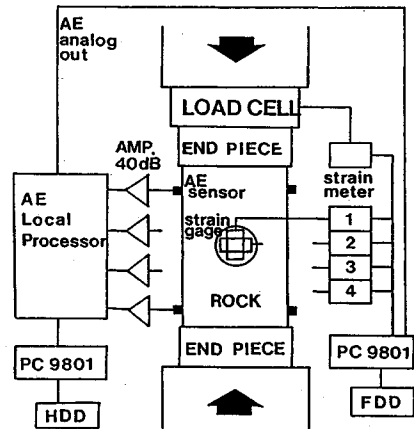 AE
analog
out
LOAD CELL
AMP.
40dB
END PIECE
AE
sensor
strain
meter
AE
Local
Processor
strain
gage
1
2
3
4
ROCK
END PIECE
PC 9801
PC 9801
HDD
FDD